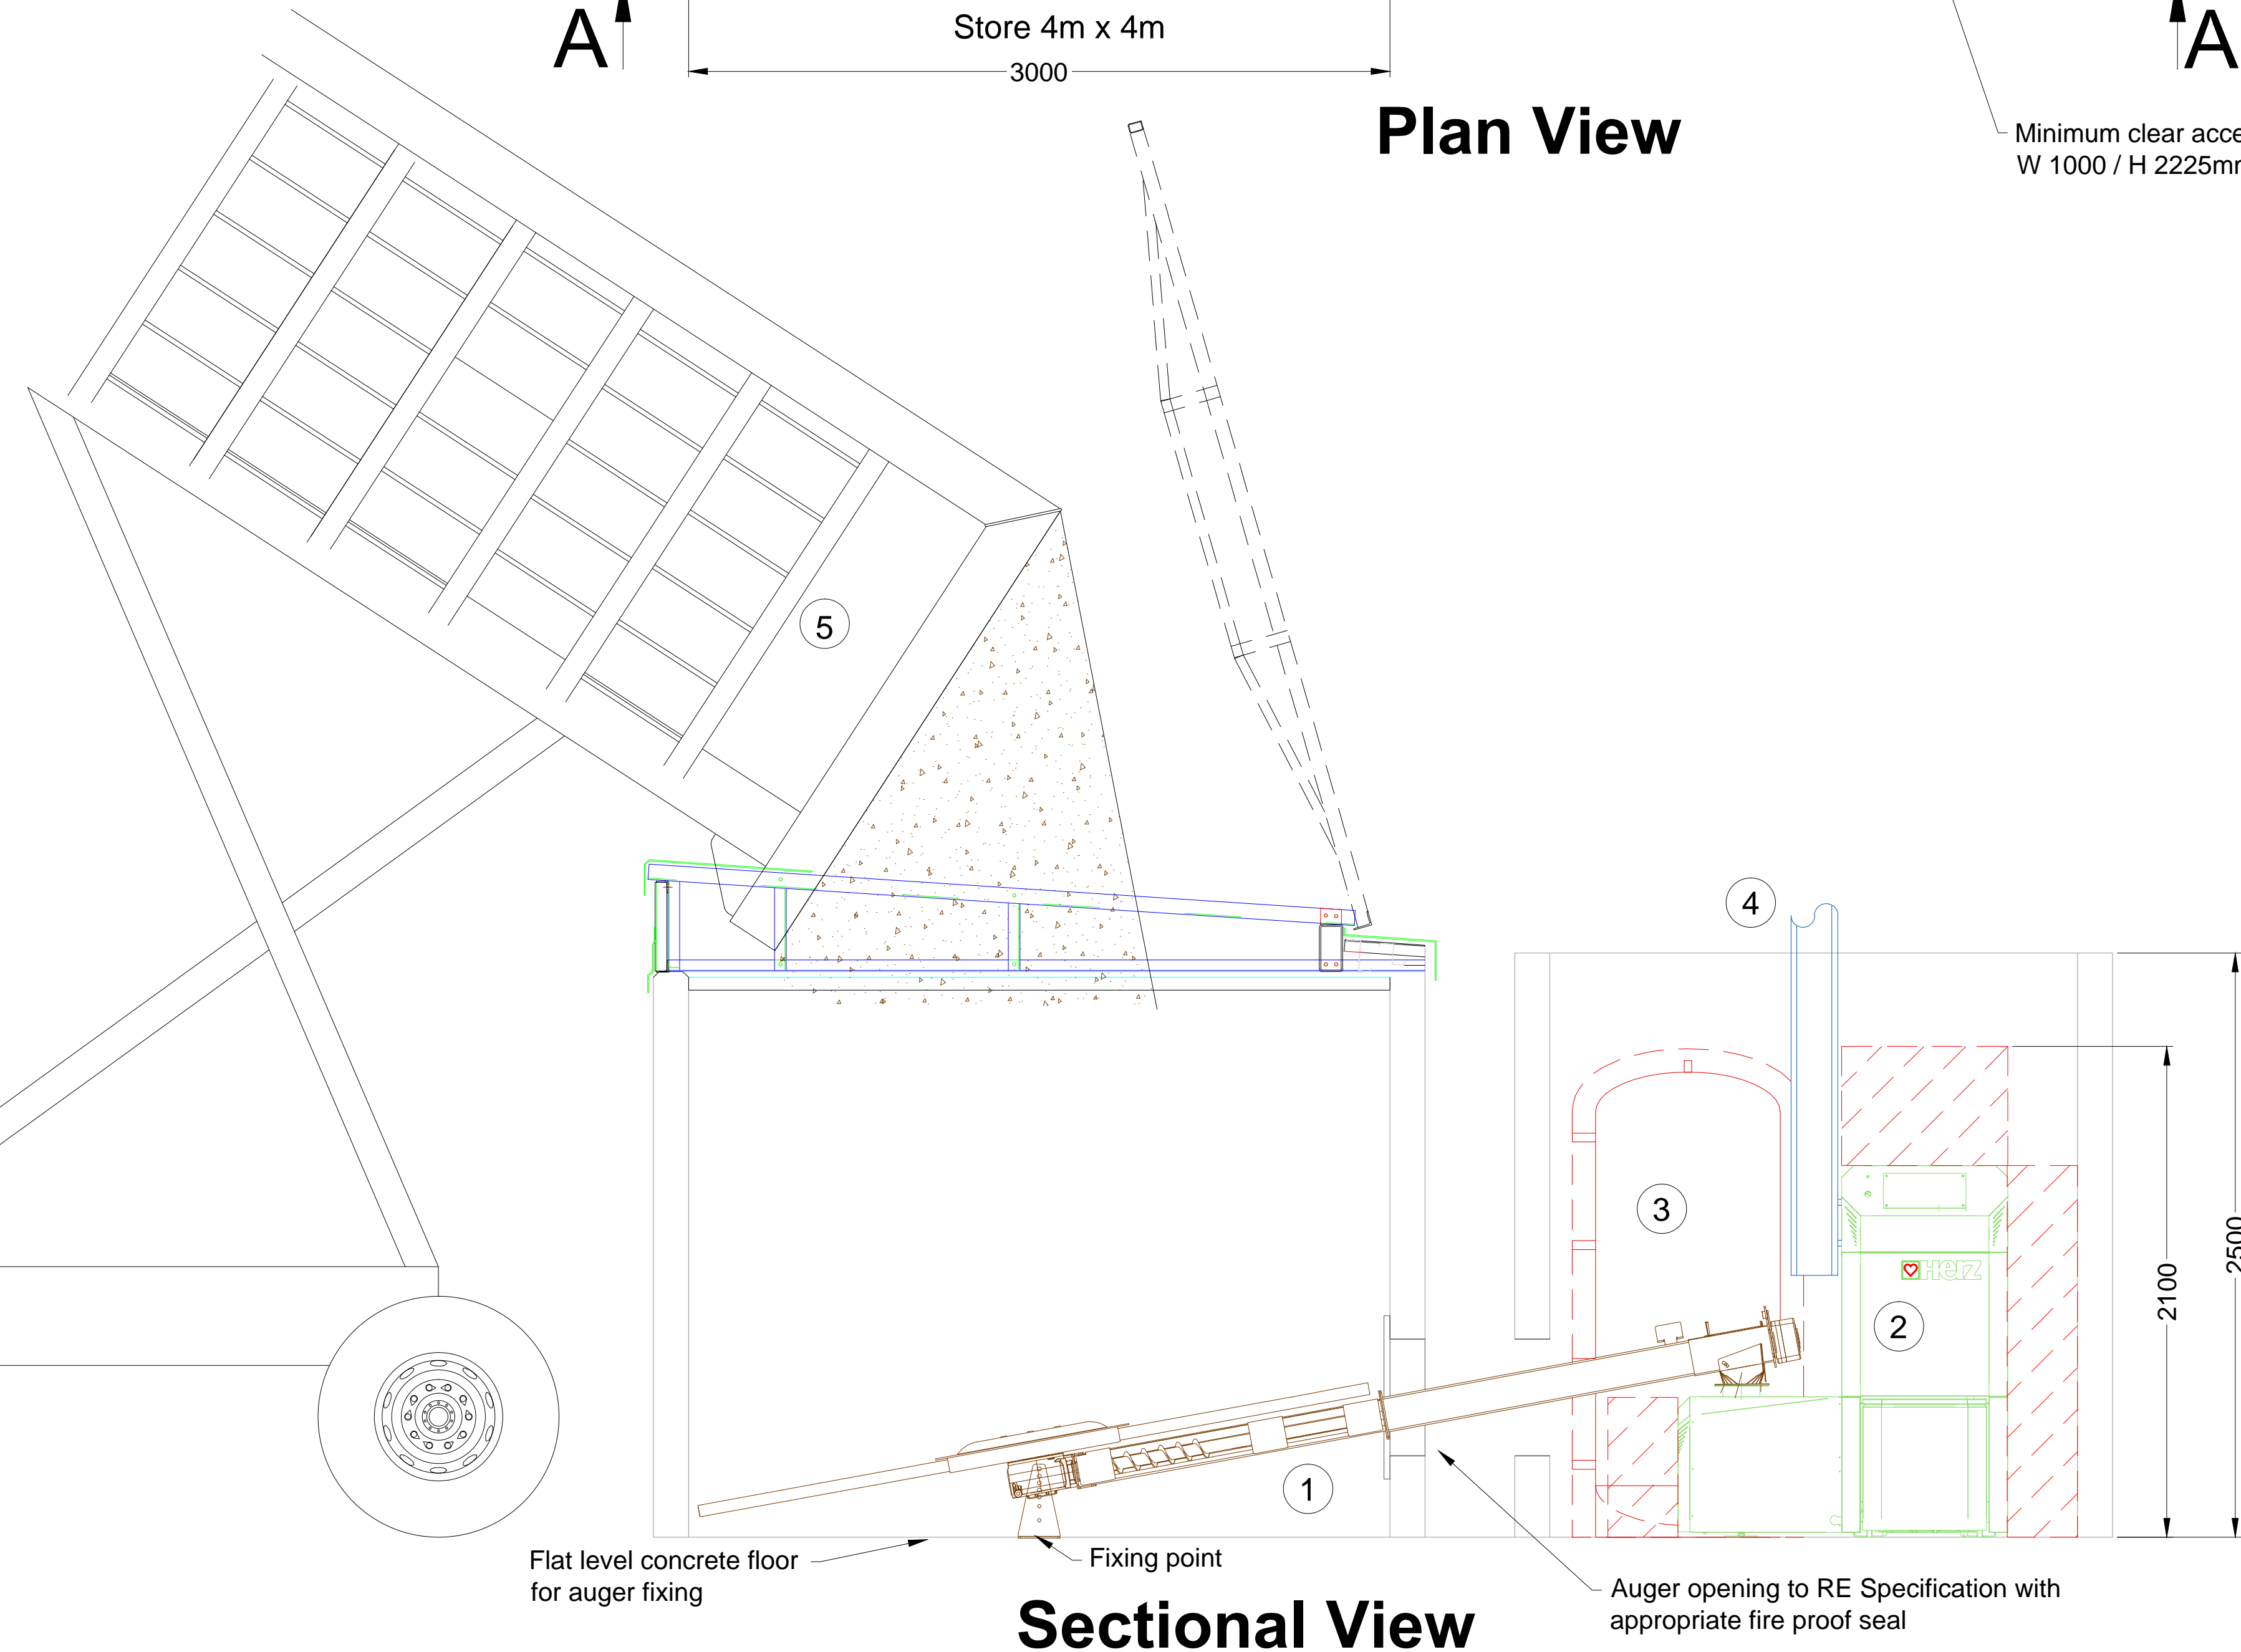 A
Store 4m x 4m
A
3000
Plan View
Minimum clear acce
W 1000 / H 2225mm
5
4
3
HERZ
2
2100
2500
1
Flat level concrete floor
for auger fixing
Fixing point
Auger opening to RE Specification with
appropriate fire proof seal
Sectional View